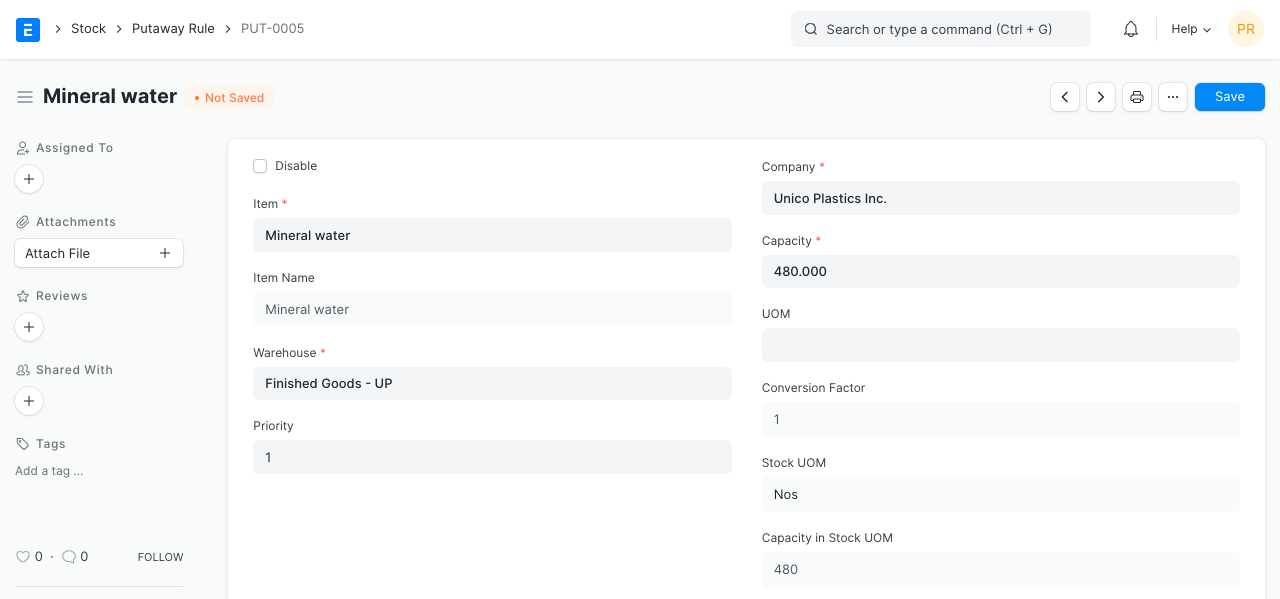 E
Stock
Putaway Rule
PUT-0005
Search or type a command (Ctrl + G)
Help
PR
Mineral water
Not Saved
Save
Assigned To
Attachments
Attach File
Reviews
Shared With
Tags
Add a tag ...
0 · 0
FOLLOW
Disable
Item *
Mineral water
Item Name
Mineral water
Warehouse *
Finished Goods - UP
Priority
1
Company *
Unico Plastics Inc.
Capacity *
480.000
UOM
Conversion Factor
1
Stock UOM
Nos
Capacity in Stock UOM
480